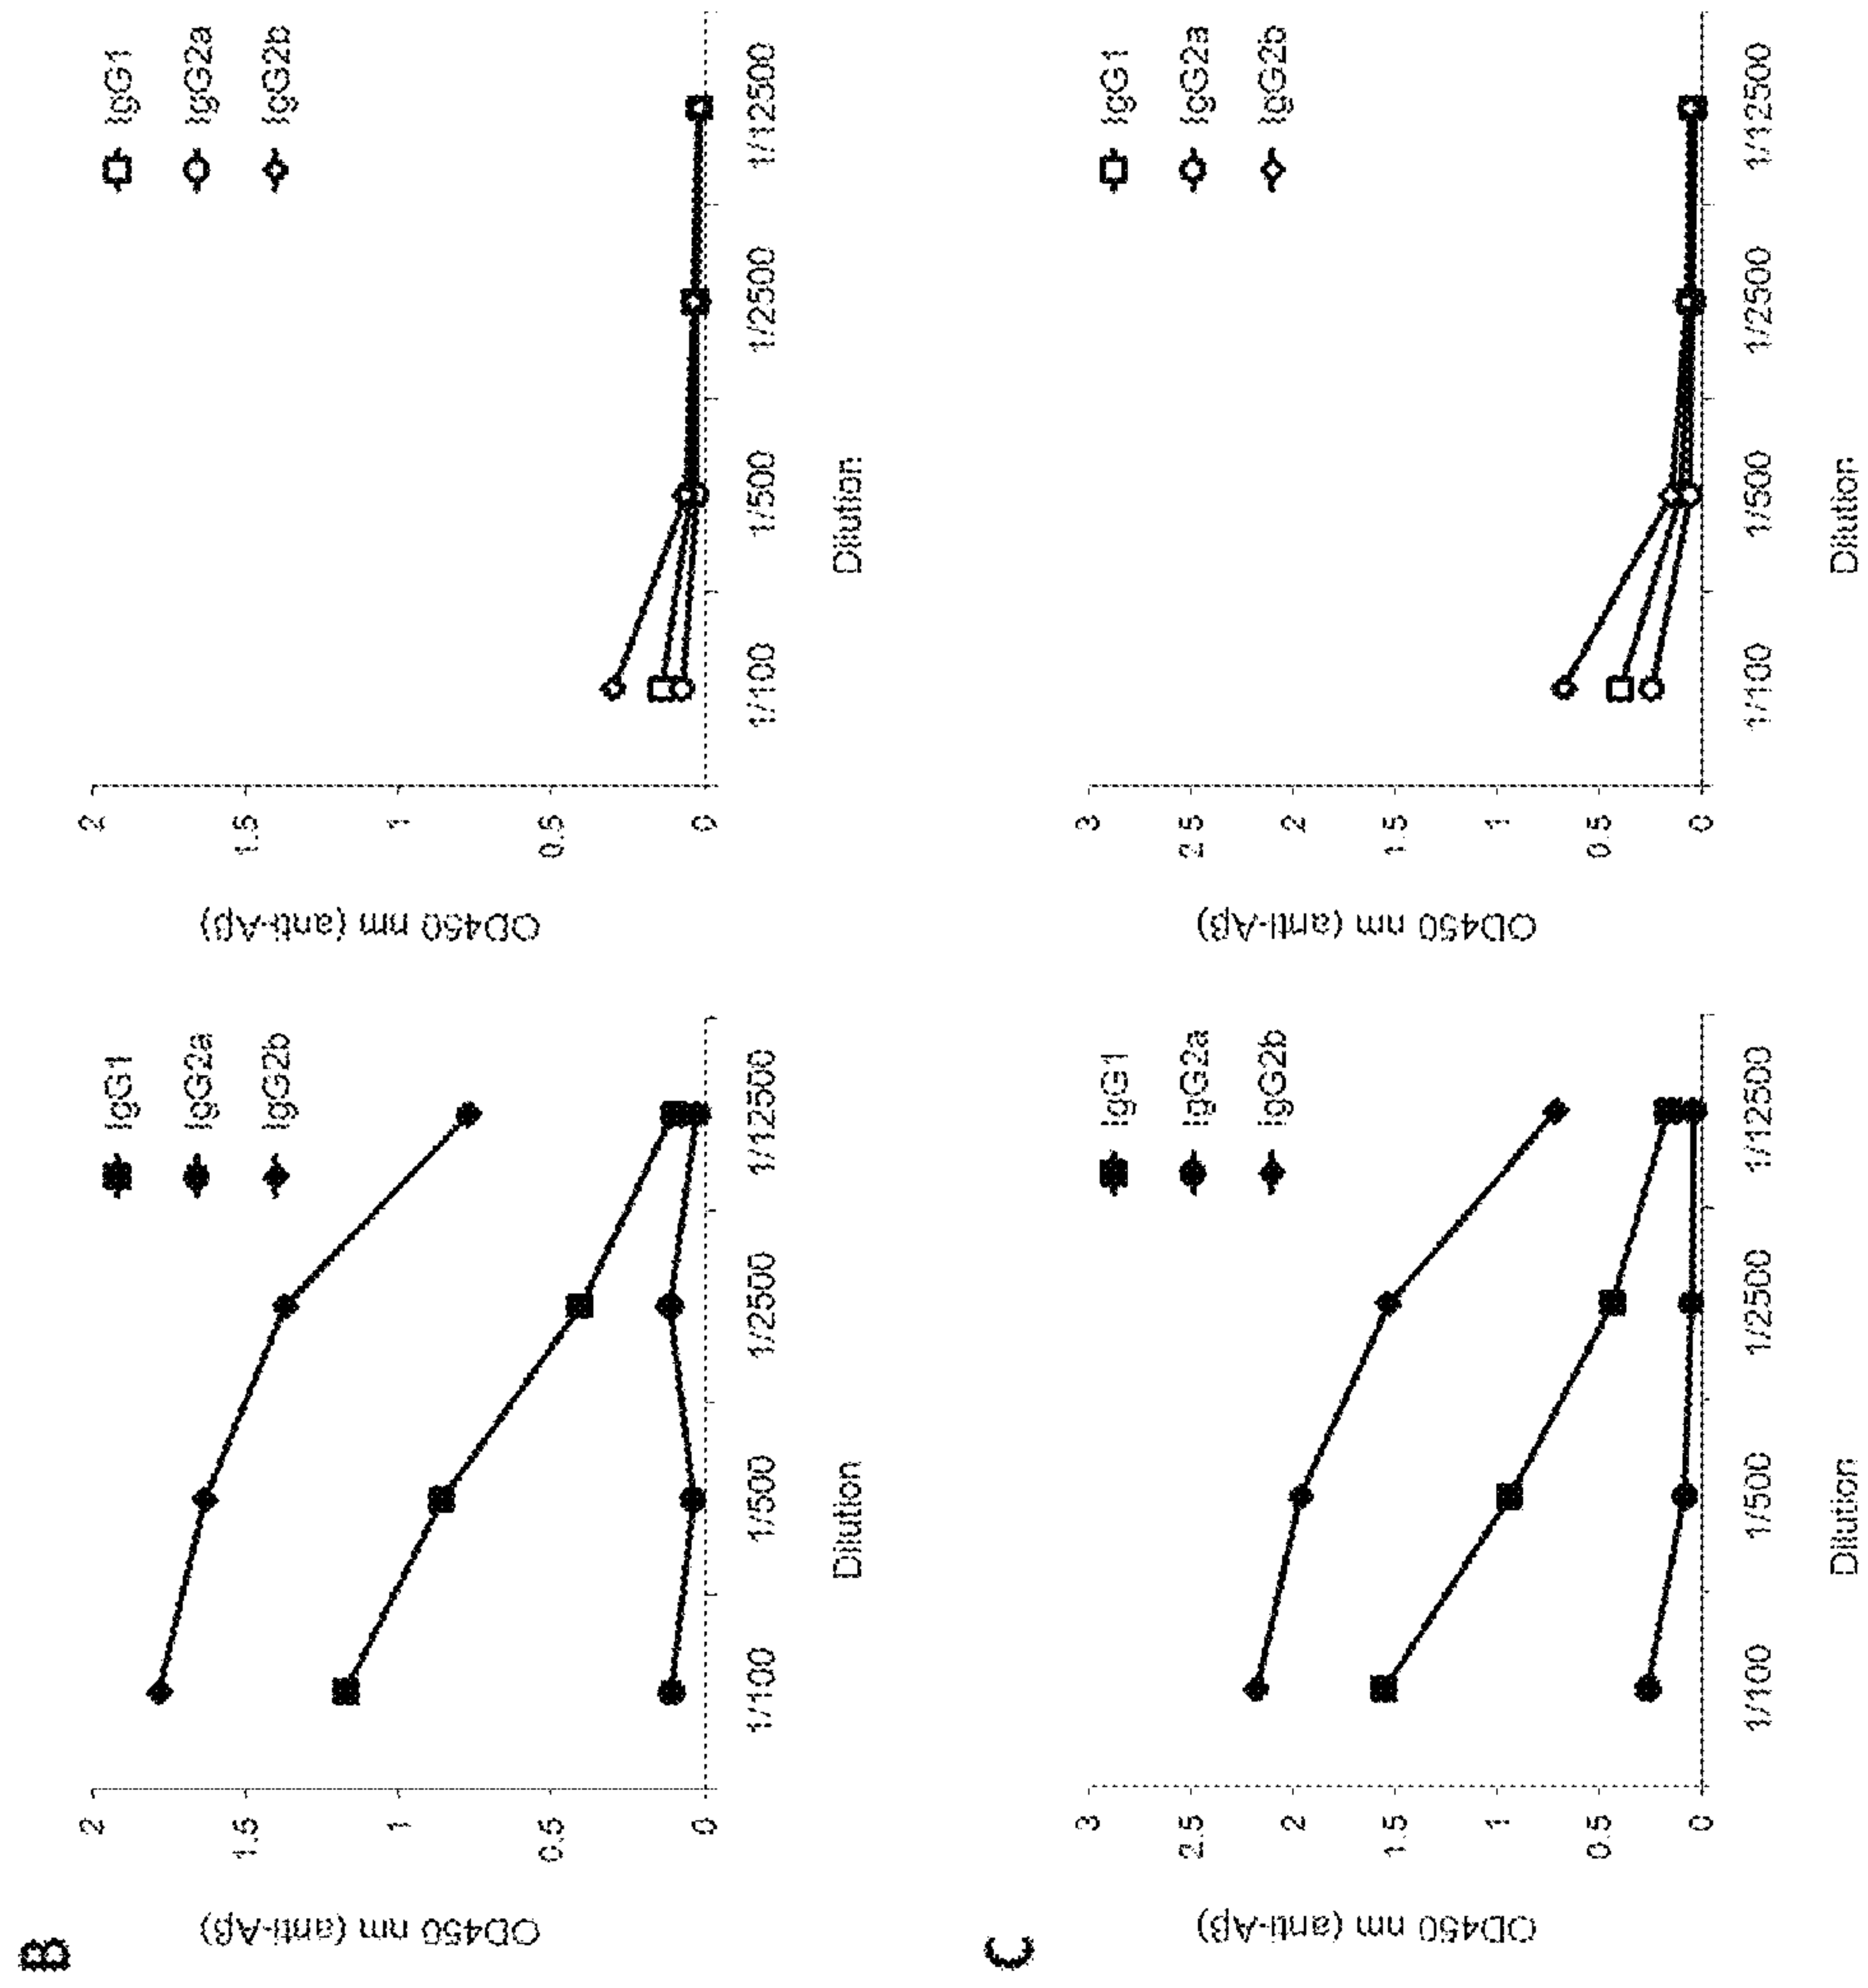 B
OD450 nm (anti-Aβ)
2
1.5
1
0.5
0
1/100
1/500
1/2500
1/12500
Dilution
IgG1
IgG2a
IgG2b
OD450 nm (anti-Aβ)
2
1.5
1
0.5
0
1/100
1/500
1/2500
1/12500
Dilution
IgG1
IgG2a
IgG2b
C
OD450 nm (anti-Aβ)
3
2.5
2
1.5
1
0.5
0
1/100
1/500
1/2500
1/12500
Dilution
IgG1
IgG2a
IgG2b
OD450 nm (anti-Aβ)
3
2.5
2
1.5
1
0.5
0
1/100
1/500
1/2500
1/12500
Dilution
IgG1
IgG2a
IgG2b